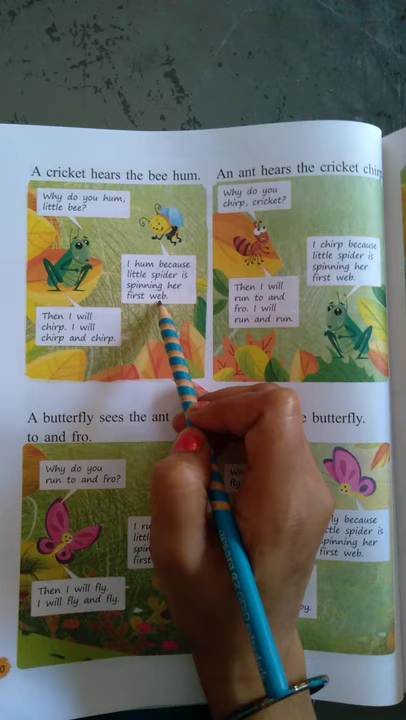 A cricket hears the bee hum.
Why do you hum,
little bee?
I hum because
little spider is
spinning her
first web.
Then I will
chirp. I will
chirp and chirp.
An ant hears the cricket chirp
Why do you
chirp, cricket?
I chirp because
little spider is
spinning her
first web.
Then I will
run to and
fro. I will
run and run.
A butterfly sees the ant
to and fro.
Why do you
run to and fro?
I
Then I will fly.
I will fly and fly.
butterfly.
because
spider is
spinning her
first web.